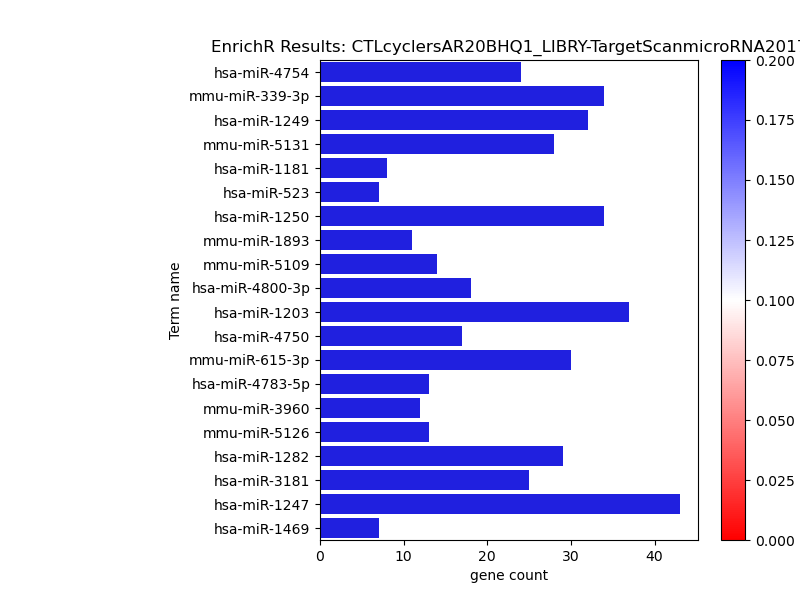 EnrichR Results: CTLcyclersAR20BHQ1_LIBRY-TargetScanmicroRNA2017
hsa-miR-4754
mmu-miR-339-3p
hsa-miR-1249
mmu-miR-5131
hsa-miR-1181
hsa-miR-523
hsa-miR-1250
mmu-miR-1893
mmu-miR-5109
hsa-miR-4800-3p
hsa-miR-1203
hsa-miR-4750
mmu-miR-615-3p
hsa-miR-4783-5p
mmu-miR-3960
mmu-miR-5126
hsa-miR-1282
hsa-miR-3181
hsa-miR-1247
hsa-miR-1469
Term name
0 10 20 30 40
gene count
0.200
0.175
0.150
0.125
0.100
0.075
0.050
0.025
0.000